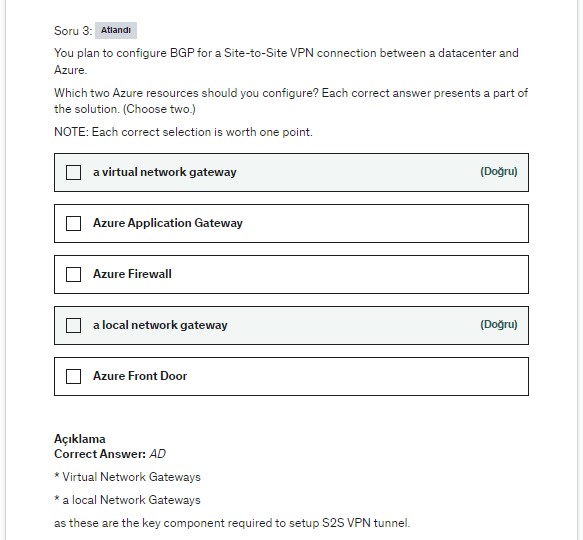 Soru 3: Atlandı
You plan to configure BGP for a Site-to-Site VPN connection between a datacenter and
Azure.
Which two Azure resources should you configure? Each correct answer presents a part of
the solution. (Choose two.)
NOTE: Each correct selection is worth one point.
a virtual network gateway (Doğru)
Azure Application Gateway
Azure Firewall
a local network gateway (Doğru)
Azure Front Door
Açıklama
Correct Answer: AD
* Virtual Network Gateways
* a local Network Gateways
as these are the key component required to setup S2S VPN tunnel.